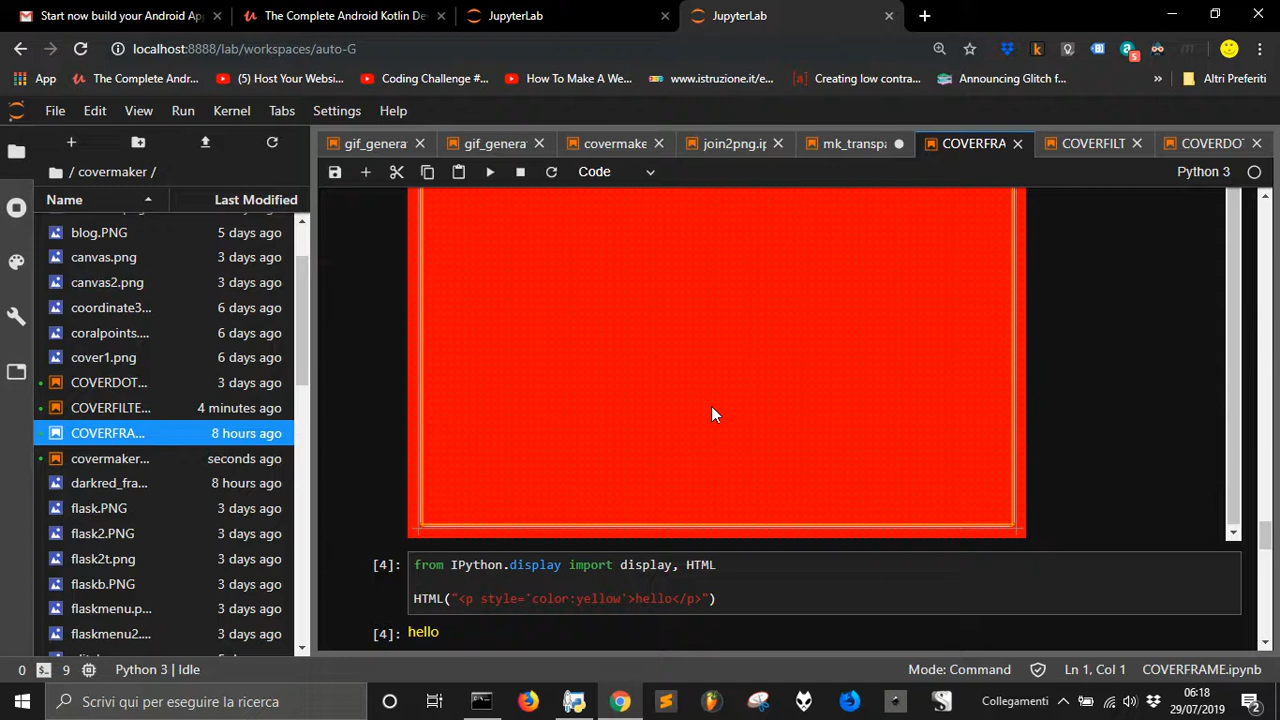 Start now build your Android Ap
The Complete Android Kotlin De
JupyterLab
JupyterLab
localhost:8888/lab/workspaces/auto-G
5
App
The Complete Andr...
(5) Host Your Websi...
Coding Challenge #...
How To Make A We...
www.istruzione.it/e...
Creating low contra...
Announcing Glitch f...
»
Altri Preferiti
File Edit View Run Kernel Tabs Settings Help
gif_genera
gif_genera
covermake
join2png.ip
mk_transpa
COVERFRA
COVERFILT
COVERDO
/ covermaker /
Code
Python 3
Name Last Modified
blog.PNG 5 days ago
canvas.png 3 days ago
canvas2.png 3 days ago
coordinate3... 6 days ago
coralpoints.... 6 days ago
cover1.png 6 days ago
COVERDOT... 3 days ago
COVERFILTE... 4 minutes ago
COVERFRA... 8 hours ago
covermaker... seconds ago
darkred_fra... 8 hours ago
flask.PNG 3 days ago
flask2.PNG 3 days ago
flask2t.png 3 days ago
flaskb.PNG 3 days ago
flaskmenu.p... 3 days ago
flaskmenu2.... 3 days ago
[4]: from IPython.display import display, HTML
HTML("<p style='color:yellow'>hello</p>")
[4]: hello
0 $_ 9 Python 3 | Idle
Mode: Command Ln 1, Col 1 COVERFRAME.ipynb
Scrivi qui per eseguire la ricerca
Collegamenti
06:18
29/07/2019
2